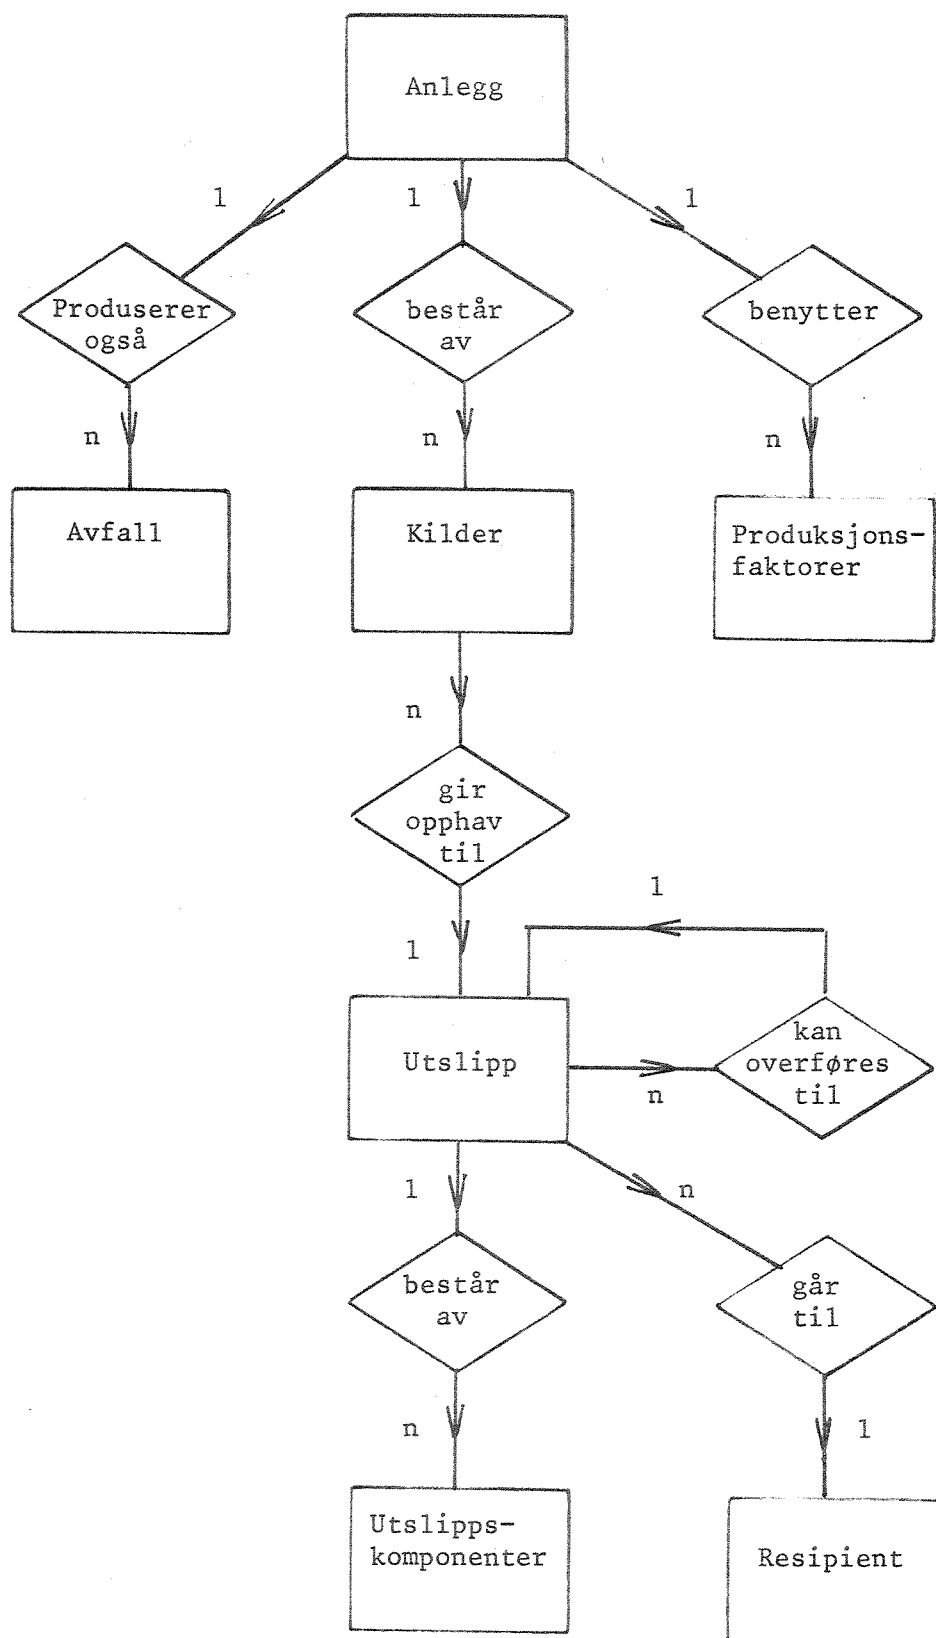 Anlegg
1
1
1
Produserer
også
består
av
benytter
n
n
n
Avfall
Kilder
Produksjons-
faktorer
n
gir
opphav
til
1
1
Utslipp
n
kan
overføres
til
1
n
består
av
går
til
n
1
Utslipps-
komponenter
Resipient